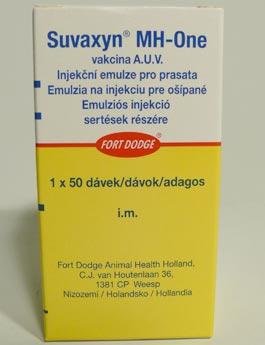 Suvaxyn® MH-One
vakcina A.U.V.
Injekční emulze pro prasata
Emulzia na injekciu pre ošípané
Emulziós injekció
sertések részére
FORT DODGE®
1 x 50 dávek/dávok/adagos
i.m.
Fort Dodge Animal Health Holland,
C.J. van Houtenlaan 36,
1381 CP Weesp
Nizozemí / Holandsko / Hollandia